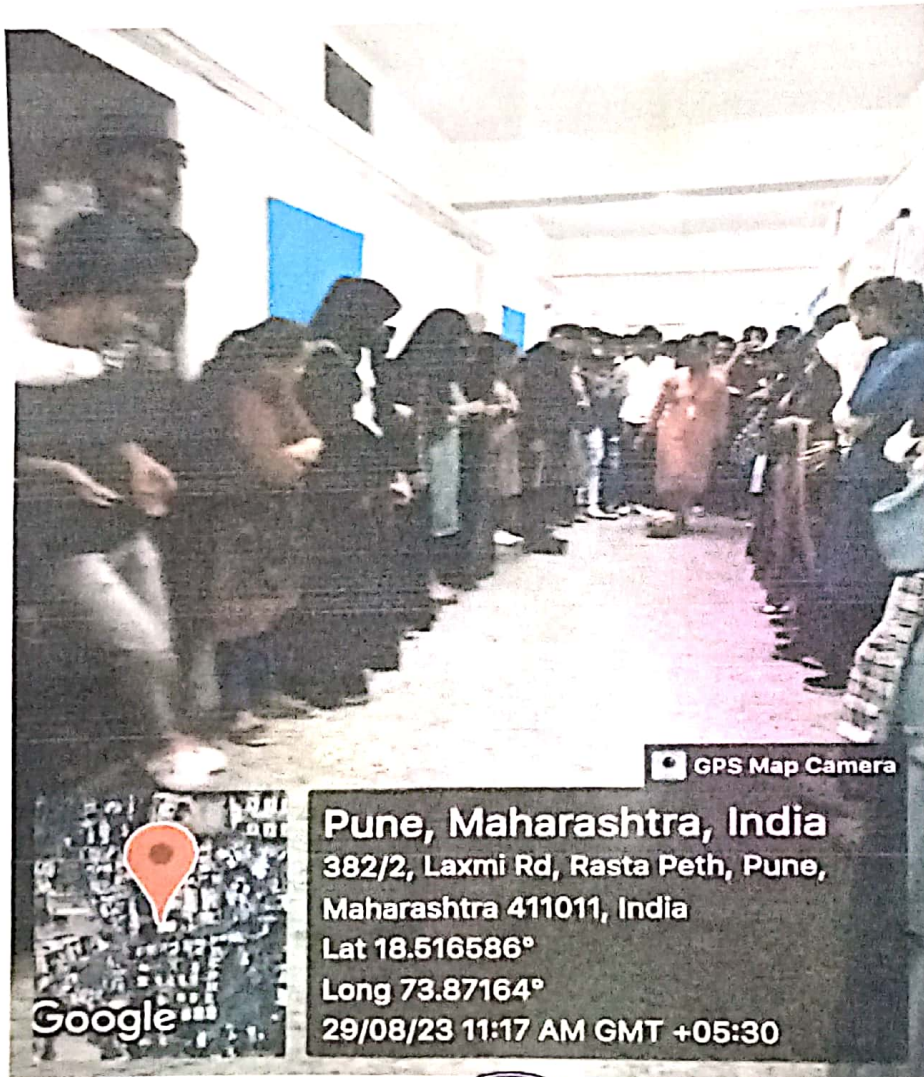 GPS Map Camera
Pune, Maharashtra, India
382/2, Laxmi Rd, Rasta Peth, Pune,
Maharashtra 411011, India
Lat 18.516586°
Long 73.87164°
29/08/23 11:17 AM GMT +05:30
Google